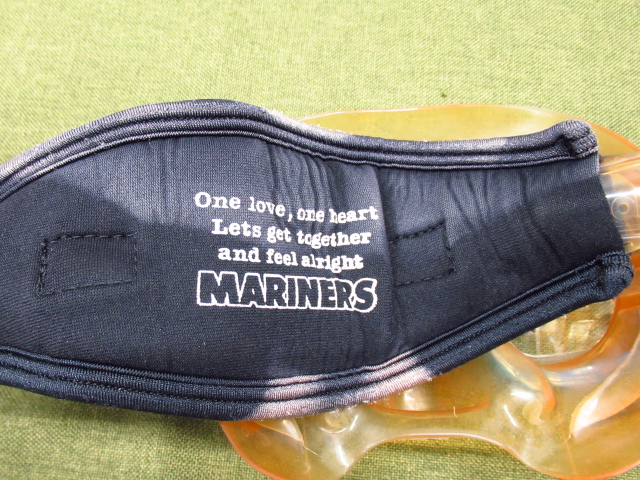 One love, one heart
Lets get together
and feel alright
MARINERS